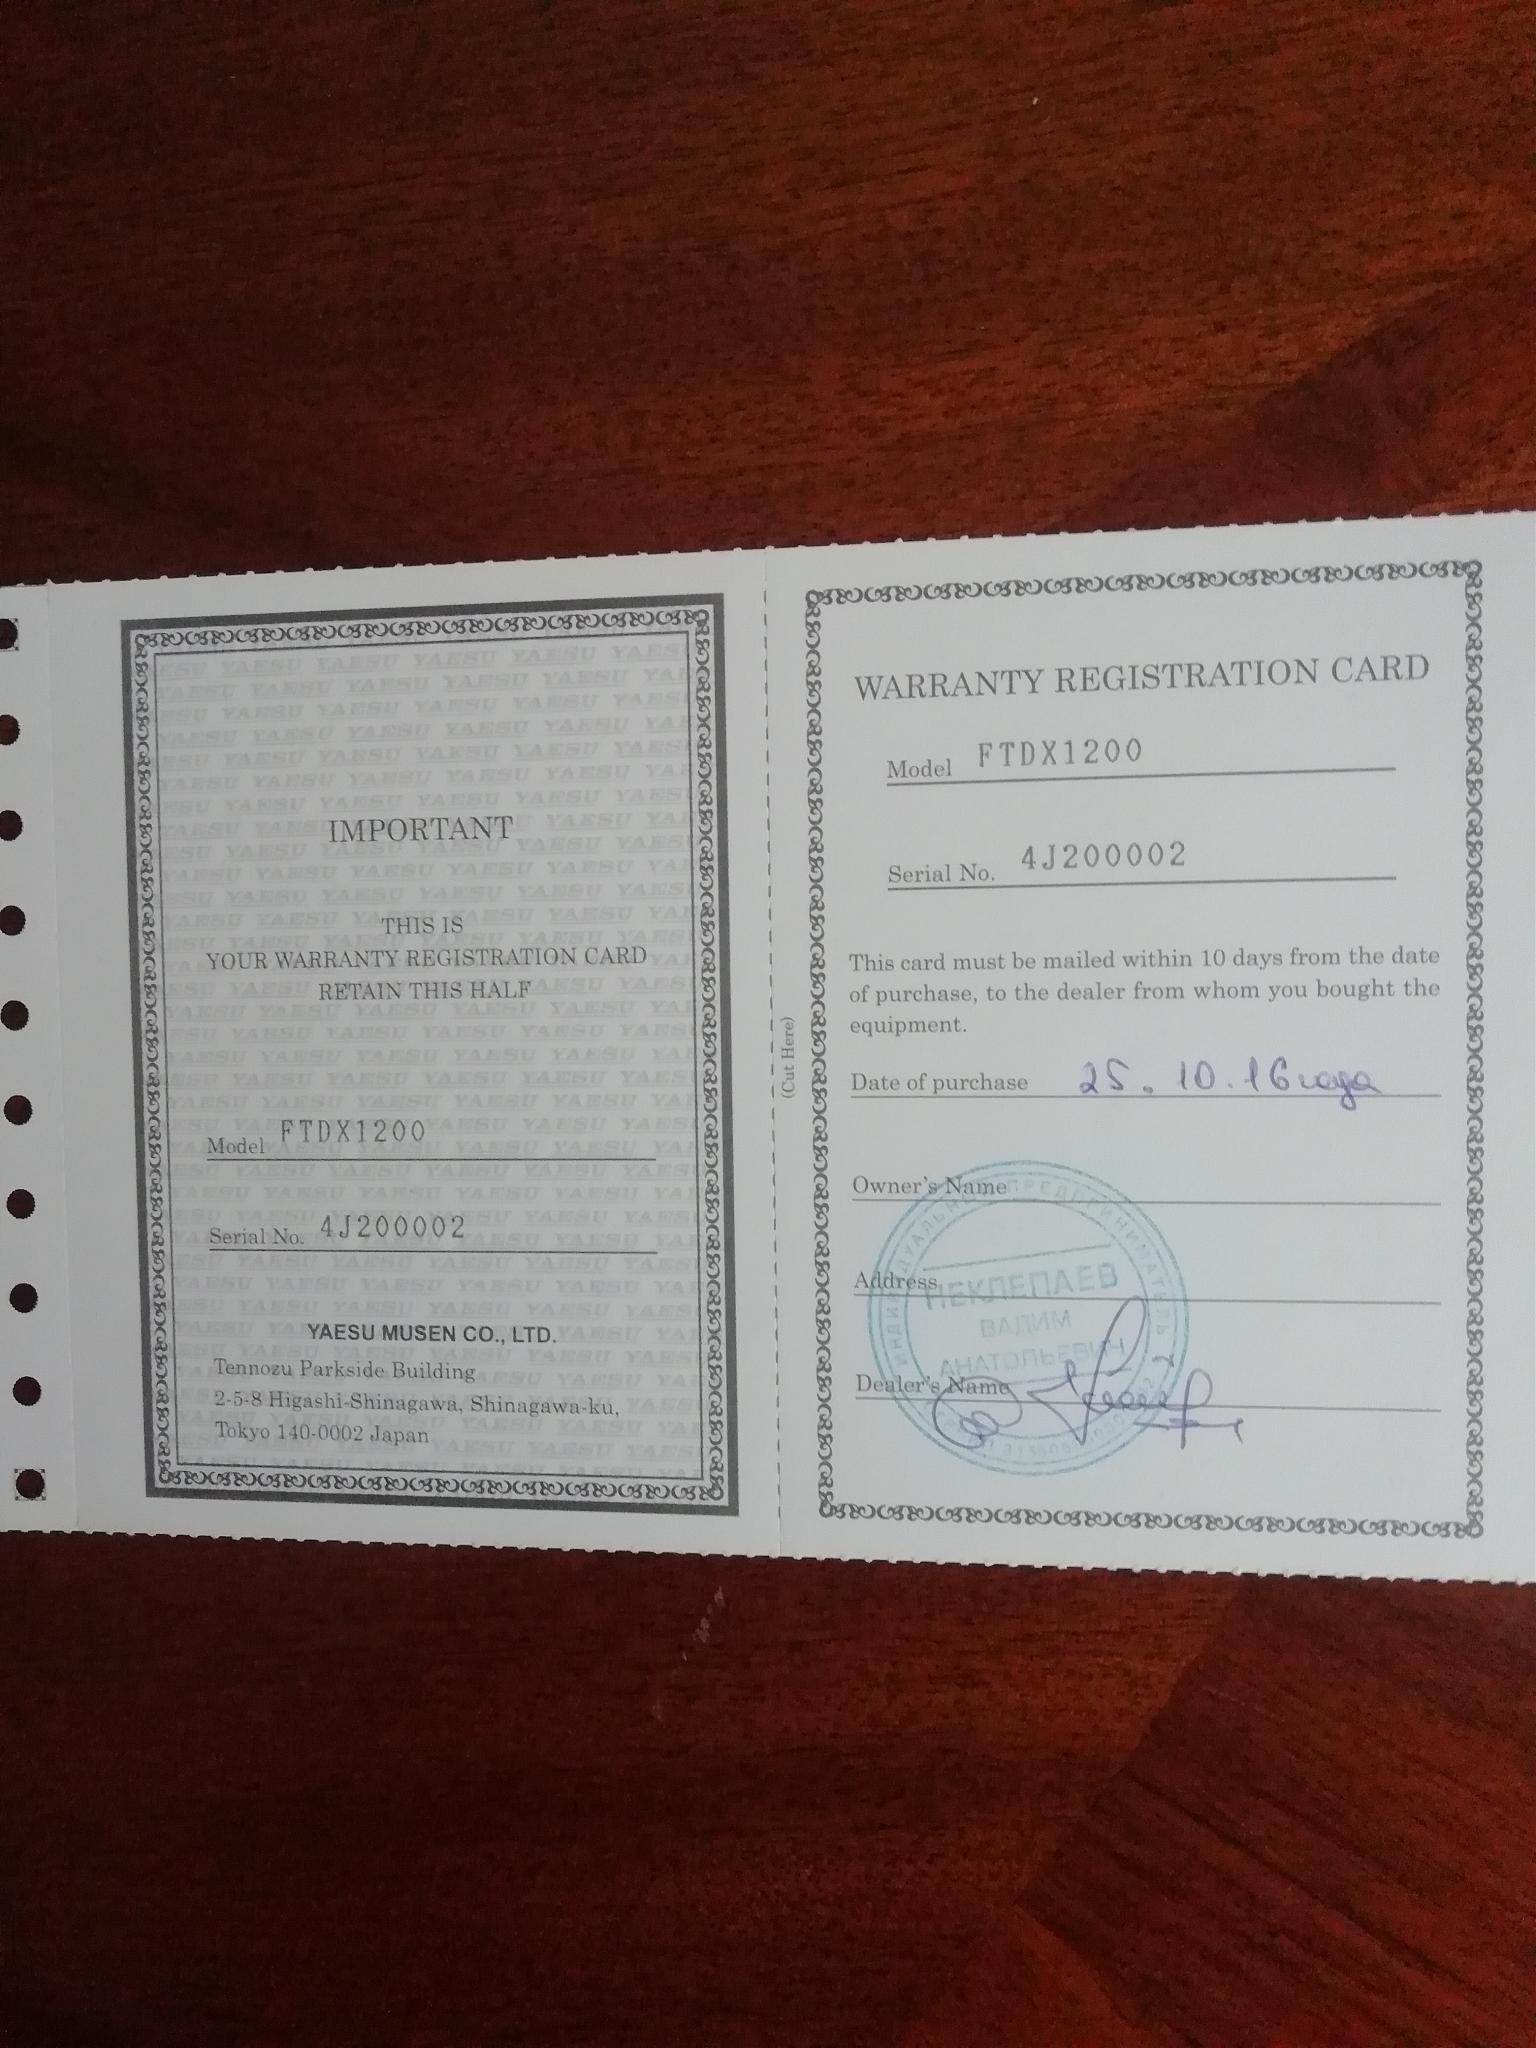 IMPORTANT
THIS IS
YOUR WARRANTY REGISTRATION CARD
RETAIN THIS HALF
Model FTDX1200
Serial No. 4J200002
YAESU MUSEN CO., LTD.
Tennozu Parkside Building
2-5-8 Higashi-Shinagawa, Shinagawa-ku,
Tokyo 140-0002 Japan
(Cut Here)
WARRANTY REGISTRATION CARD
Model FTDX1200
Serial No. 4J200002
This card must be mailed within 10 days from the date
of purchase, to the dealer from whom you bought the
equipment.
Date of purchase 25.10.16 года
Owner's Name
Address
Dealer's Name
ИНДИВИДУАЛЬНЫЙ ПРЕДПРИНИМАТЕЛЬ
НЕКЛЕПАЕВ
ВАДИМ
АНАТОЛЬЕВИЧ